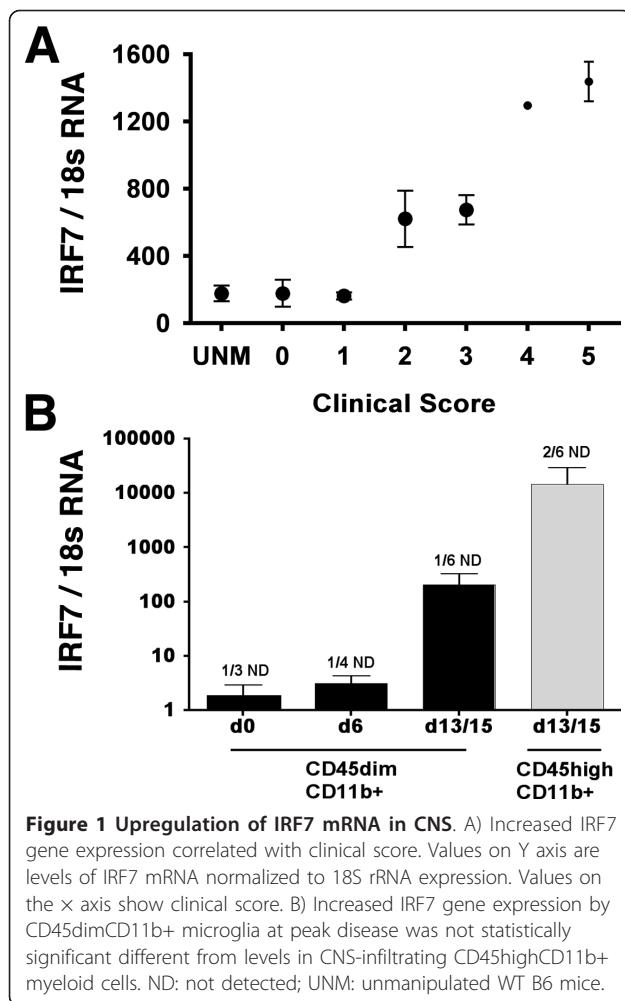 A
IRF7 / 18s RNA
1600
1200
800
400
0
UNM 0 1 2 3 4 5
Clinical Score
B
IRF7 / 18s RNA
100000
10000
1000
100
10
1
1/3 ND
1/4 ND
1/6 ND
2/6 ND
d0 d6 d13/15 d13/15
CD45dim
CD11b+
CD45high
CD11b+
Figure 1 Upregulation of IRF7 mRNA in CNS. A) Increased IRF7
gene expression correlated with clinical score. Values on Y axis are
levels of IRF7 mRNA normalized to 18S rRNA expression. Values on
the × axis show clinical score. B) Increased IRF7 gene expression by
CD45dimCD11b+ microglia at peak disease was not statistically
significant different from levels in CNS-infiltrating CD45highCD11b+
myeloid cells. ND: not detected; UNM: unmanipulated WT B6 mice.